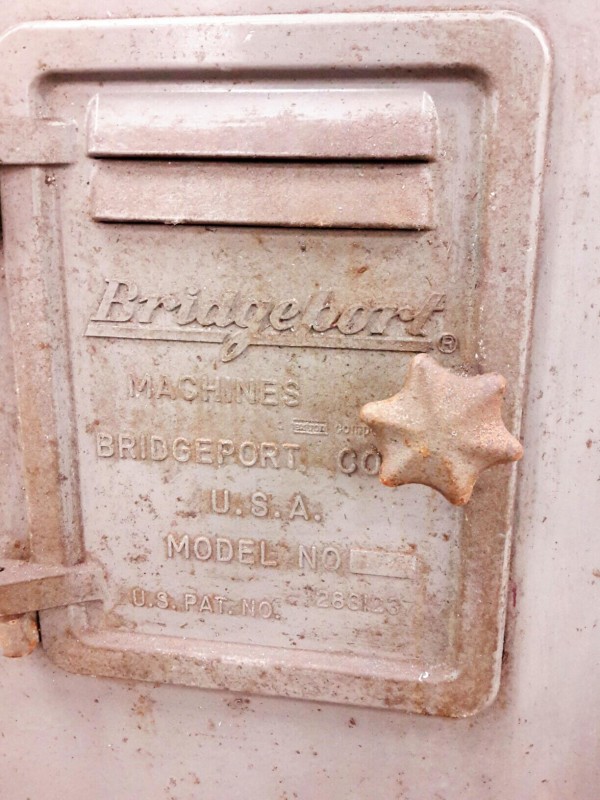 Bridgeport®
MACHINES
BRIDGEPORT, CO
U.S.A.
MODEL NO
U.S. PAT. NO.